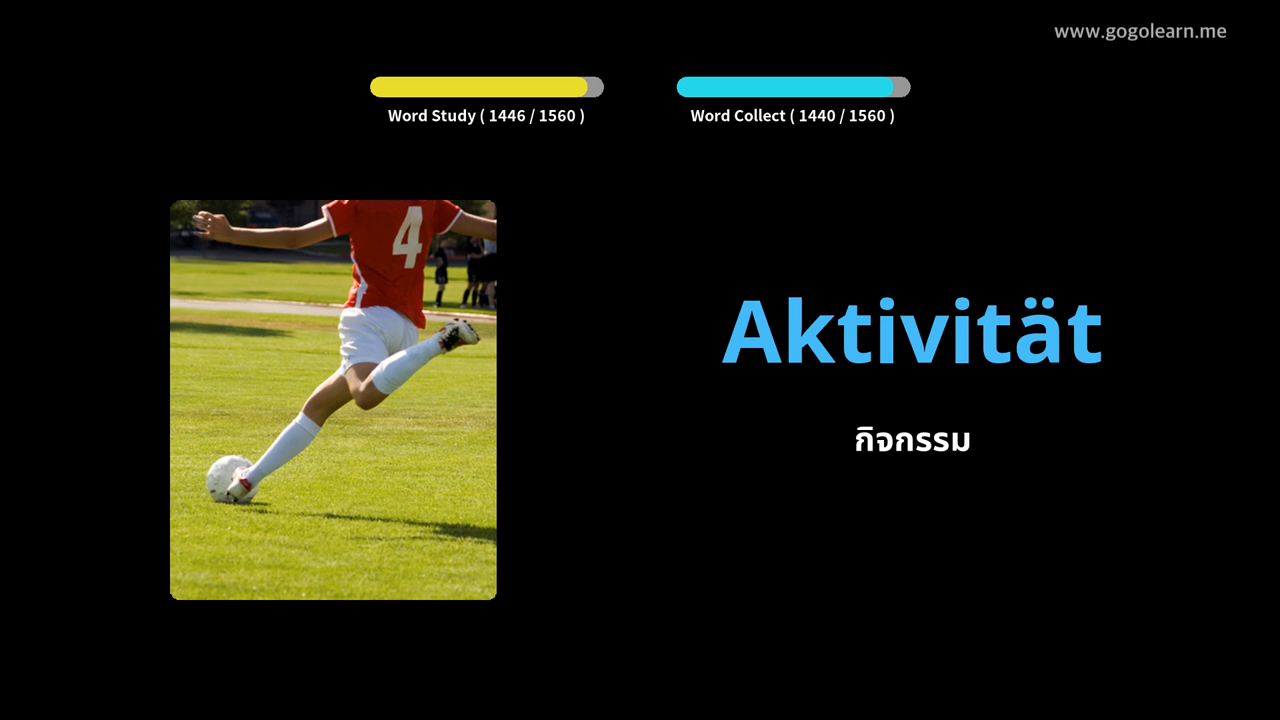 www.gogolearn.me
Word Study ( 1446 / 1560 )
Word Collect ( 1440 / 1560 )
4
Aktivität
กิจกรรม